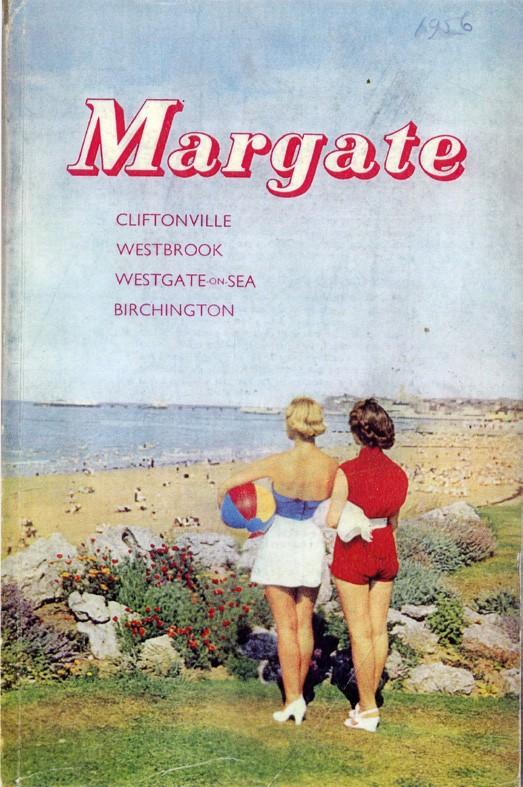 1956
Margate
CLIFTONVILLE
WESTBROOK
WESTGATE-ON-SEA
BIRCHINGTON